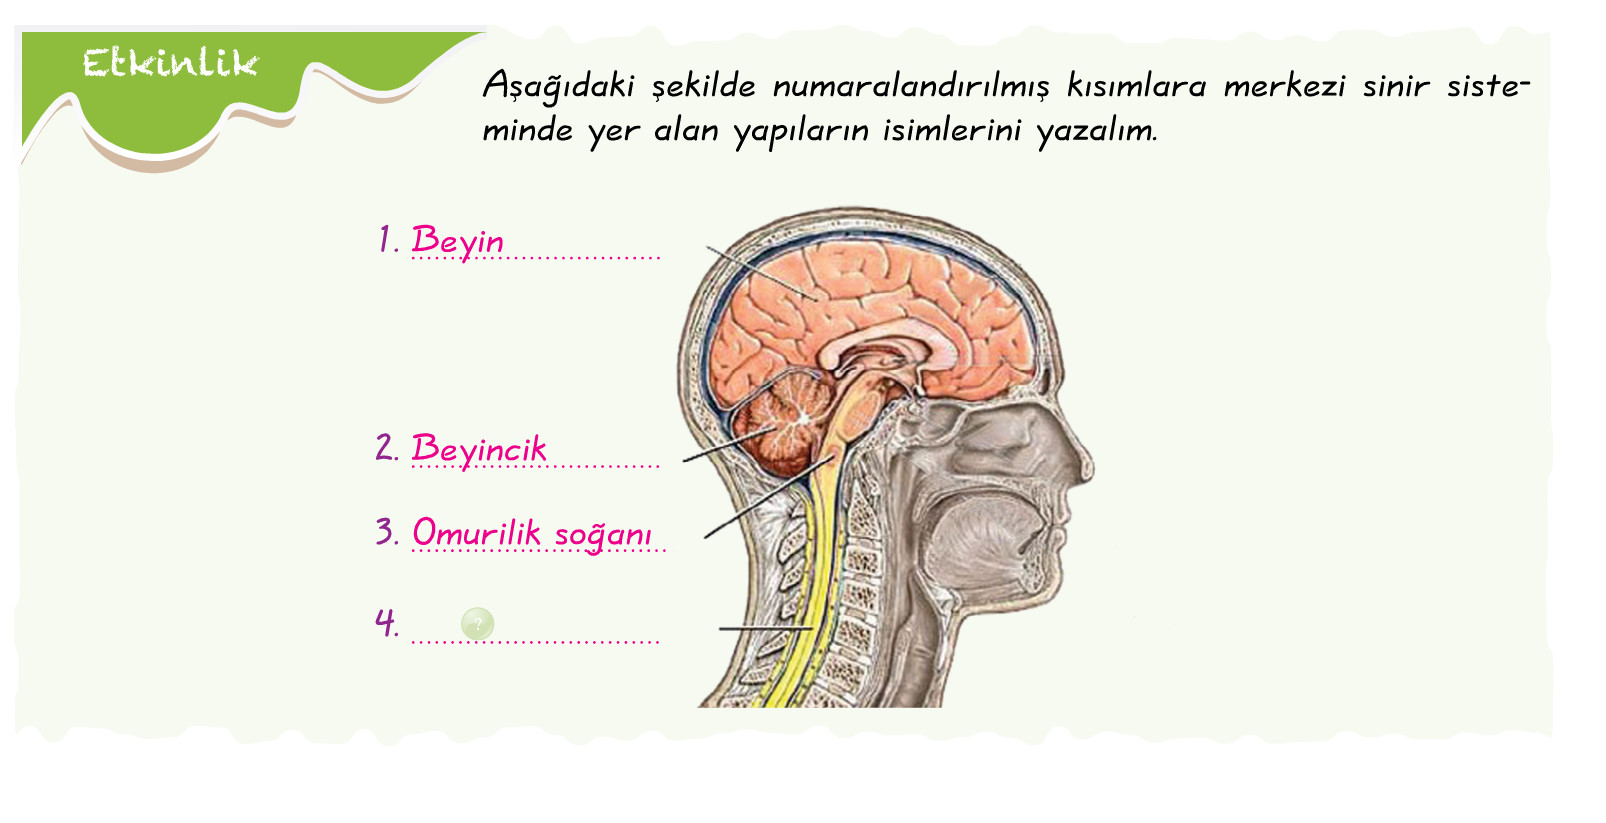 Etkinlik
Aşağıdaki şekilde numaralandırılmış kısımlara merkezi sinir siste-
minde yer alan yapıların isimlerini yazalım.
1. Beyin
2. Beyincik
3. Omurilik soğanı
4. ?